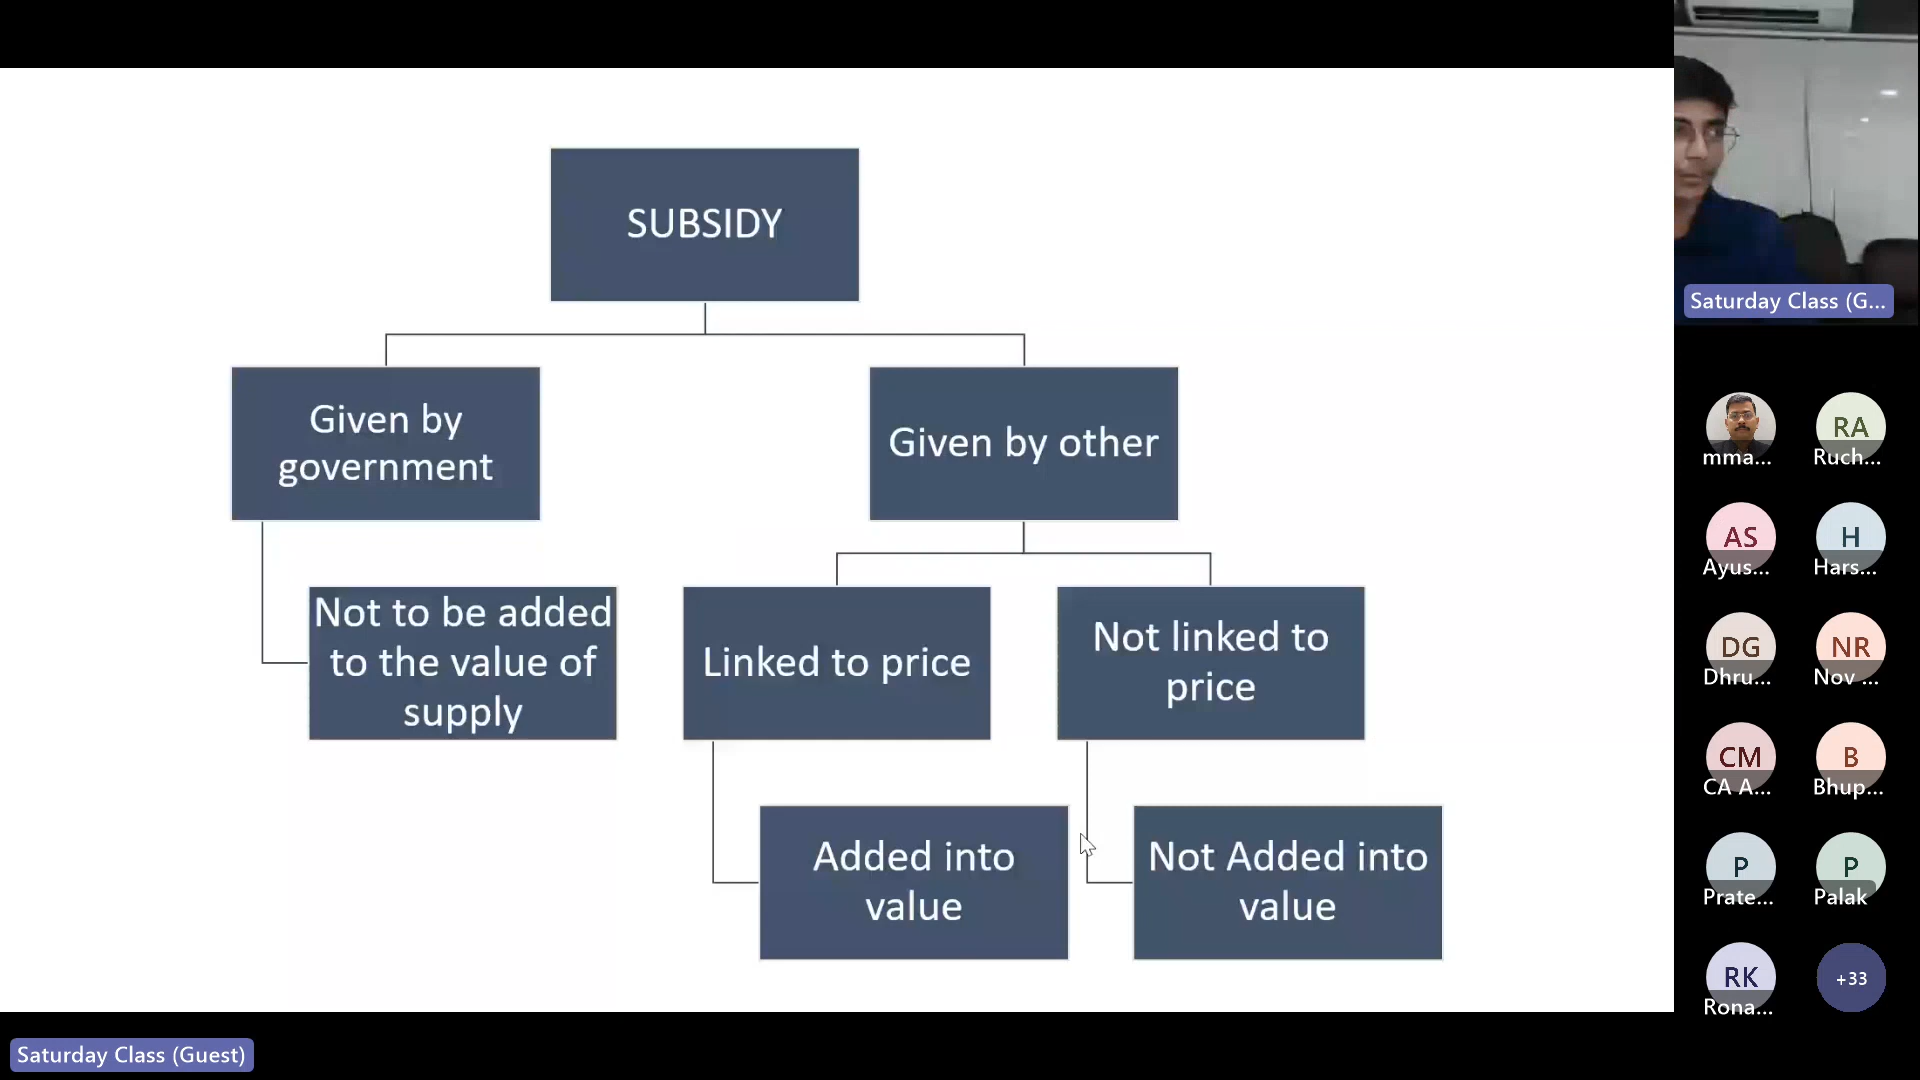 SUBSIDY
Given by
government
Given by other
Not to be added
to the value of
supply
Linked to price
Not linked to
price
Added into
value
Not Added into
value
Saturday Class (G...
mma...
RA
Ruch...
AS
Ayus...
H
Hars...
DG
Dhru...
NR
Nov ...
CM
CA A...
B
Bhup...
P
Prate...
P
Palak
RK
Rona...
+33
Saturday Class (Guest)